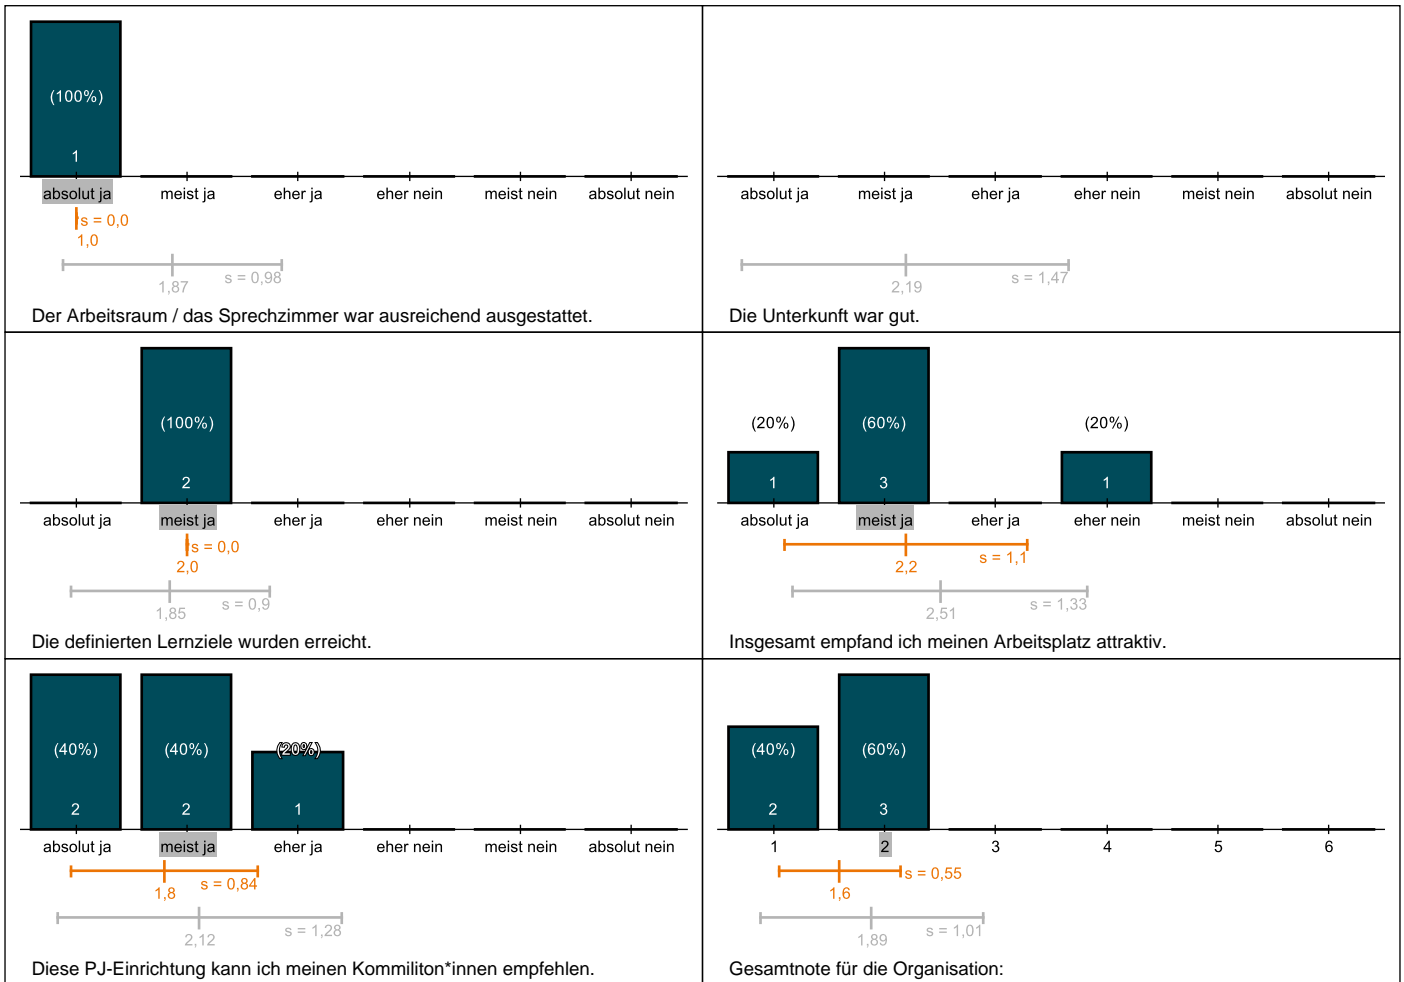 (100%)
1
absolut ja meist ja eher ja eher nein meist nein absolut nein
s = 0,0
1,0
s = 0,98
1,87
Der Arbeitsraum / das Sprechzimmer war ausreichend ausgestattet.
absolut ja meist ja eher ja eher nein meist nein absolut nein
s = 1,47
2,19
Die Unterkunft war gut.
(100%)
2
absolut ja meist ja eher ja eher nein meist nein absolut nein
s = 0,0
2,0
s = 0,9
1,85
Die definierten Lernziele wurden erreicht.
(20%) (60%) (20%)
1 3 1
absolut ja meist ja eher ja eher nein meist nein absolut nein
s = 1,1
2,2
s = 1,33
2,51
Insgesamt empfand ich meinen Arbeitsplatz attraktiv.
(40%) (40%) (20%)
2 2 1
absolut ja meist ja eher ja eher nein meist nein absolut nein
s = 0,84
1,8
s = 1,28
2,12
Diese PJ-Einrichtung kann ich meinen Kommiliton*innen empfehlen.
(40%) (60%)
2 3
1 2 3 4 5 6
s = 0,55
1,6
s = 1,01
1,89
Gesamtnote für die Organisation: